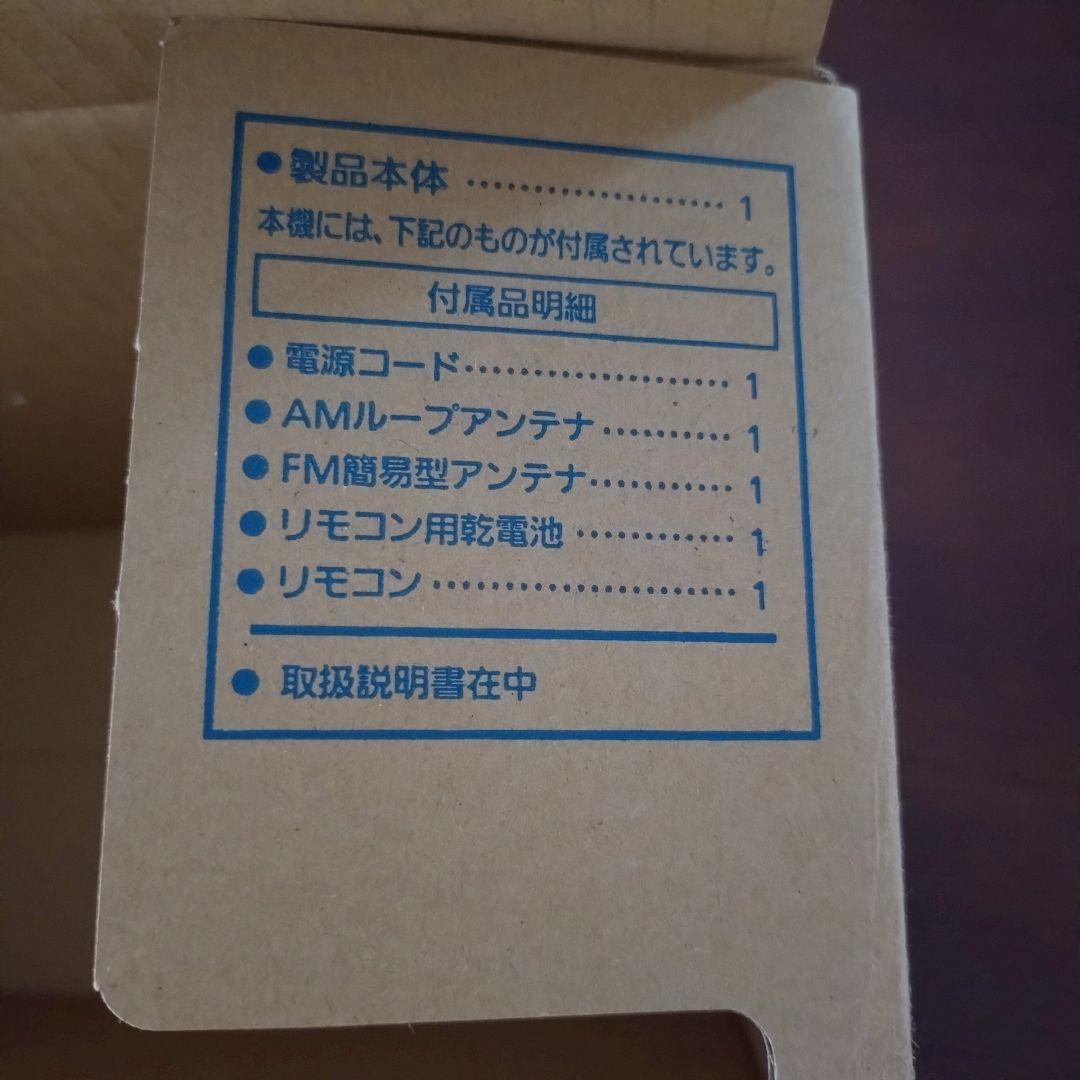 ●製品本体 ………………… 1
本機には、下記のものが付属されています。
付属品明細
●電源コード………………… 1
●AMループアンテナ………… 1
●FM簡易型アンテナ………… 1
●リモコン用乾電池 ………… 1
●リモコン ………………… 1
●取扱説明書在中